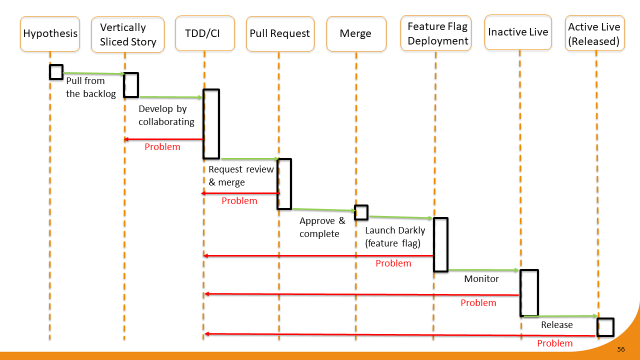 Hypothesis
Vertically
Sliced Story
TDD/CI
Pull Request
Merge
Feature Flag
Deployment
Inactive Live
Active Live
(Released)
Pull from
the backlog
Develop by
collaborating
Problem
Request review
& merge
Problem
Approve &
complete
Launch Darkly
(feature flag)
Problem
Monitor
Problem
Release
Problem
56